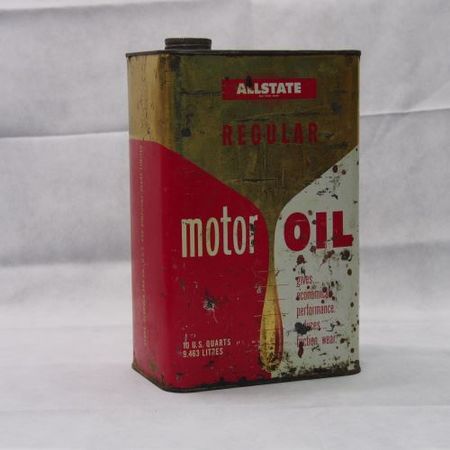 ALLSTATE
REGULAR
motor OIL
gives
economical
performance.
reduces
friction, wear.
10 U.S. QUARTS
9.463 LITRES